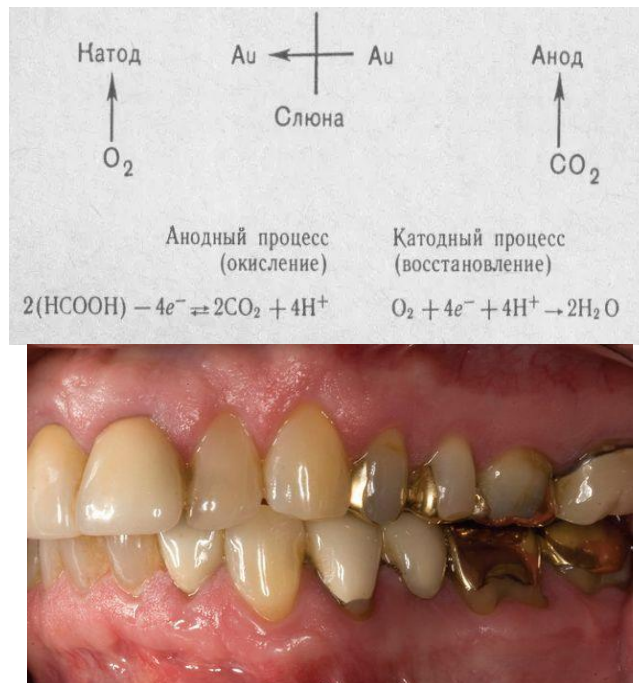 Катод
Au
Au
Анод
Слюна
O₂
CO₂
Анодный процесс
(окисление)
Катодный процесс
(восстановление)
2(HCOOH) – 4e⁻ ⇄ 2CO₂ + 4H⁺
O₂ + 4e⁻ + 4H⁺ → 2H₂O